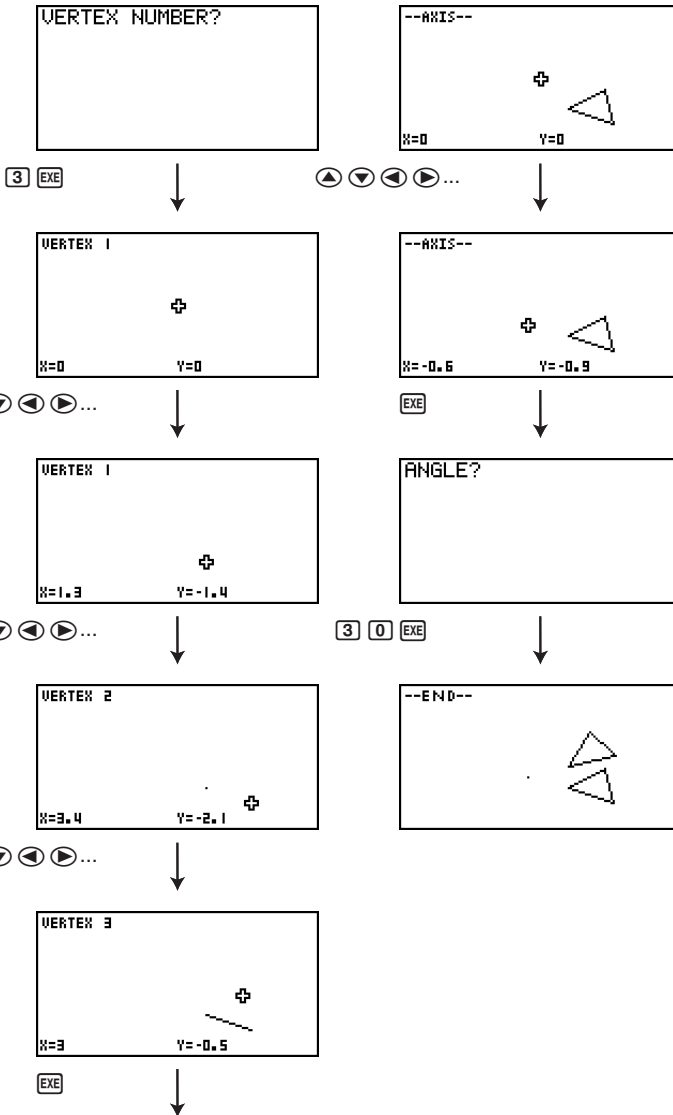 VERTEX NUMBER?
3 EXE
VERTEX 1
X=0 Y=0
...
VERTEX 1
X=1.3 Y=-1.4
...
VERTEX 2
X=3.4 Y=-2.1
...
VERTEX 3
X=3 Y=-0.5
EXE
--AXIS--
X=0 Y=0
...
--AXIS--
X=-0.6 Y=-0.9
EXE
ANGLE?
3 0 EXE
--END--